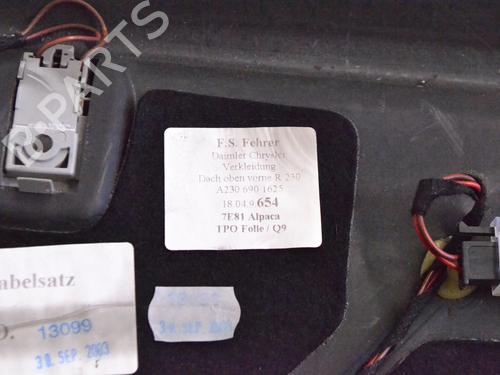 B-PARTS
F.S. Fehrer
Daimler Chrysler
Verkleidung
Dach oben vorne R 230
A230 690 1625
18.04.9 654
7E81 Alpaca
TPO Folie / Q9
abelsatz
13099
30. SEP. 2003
30. SEP. 2003